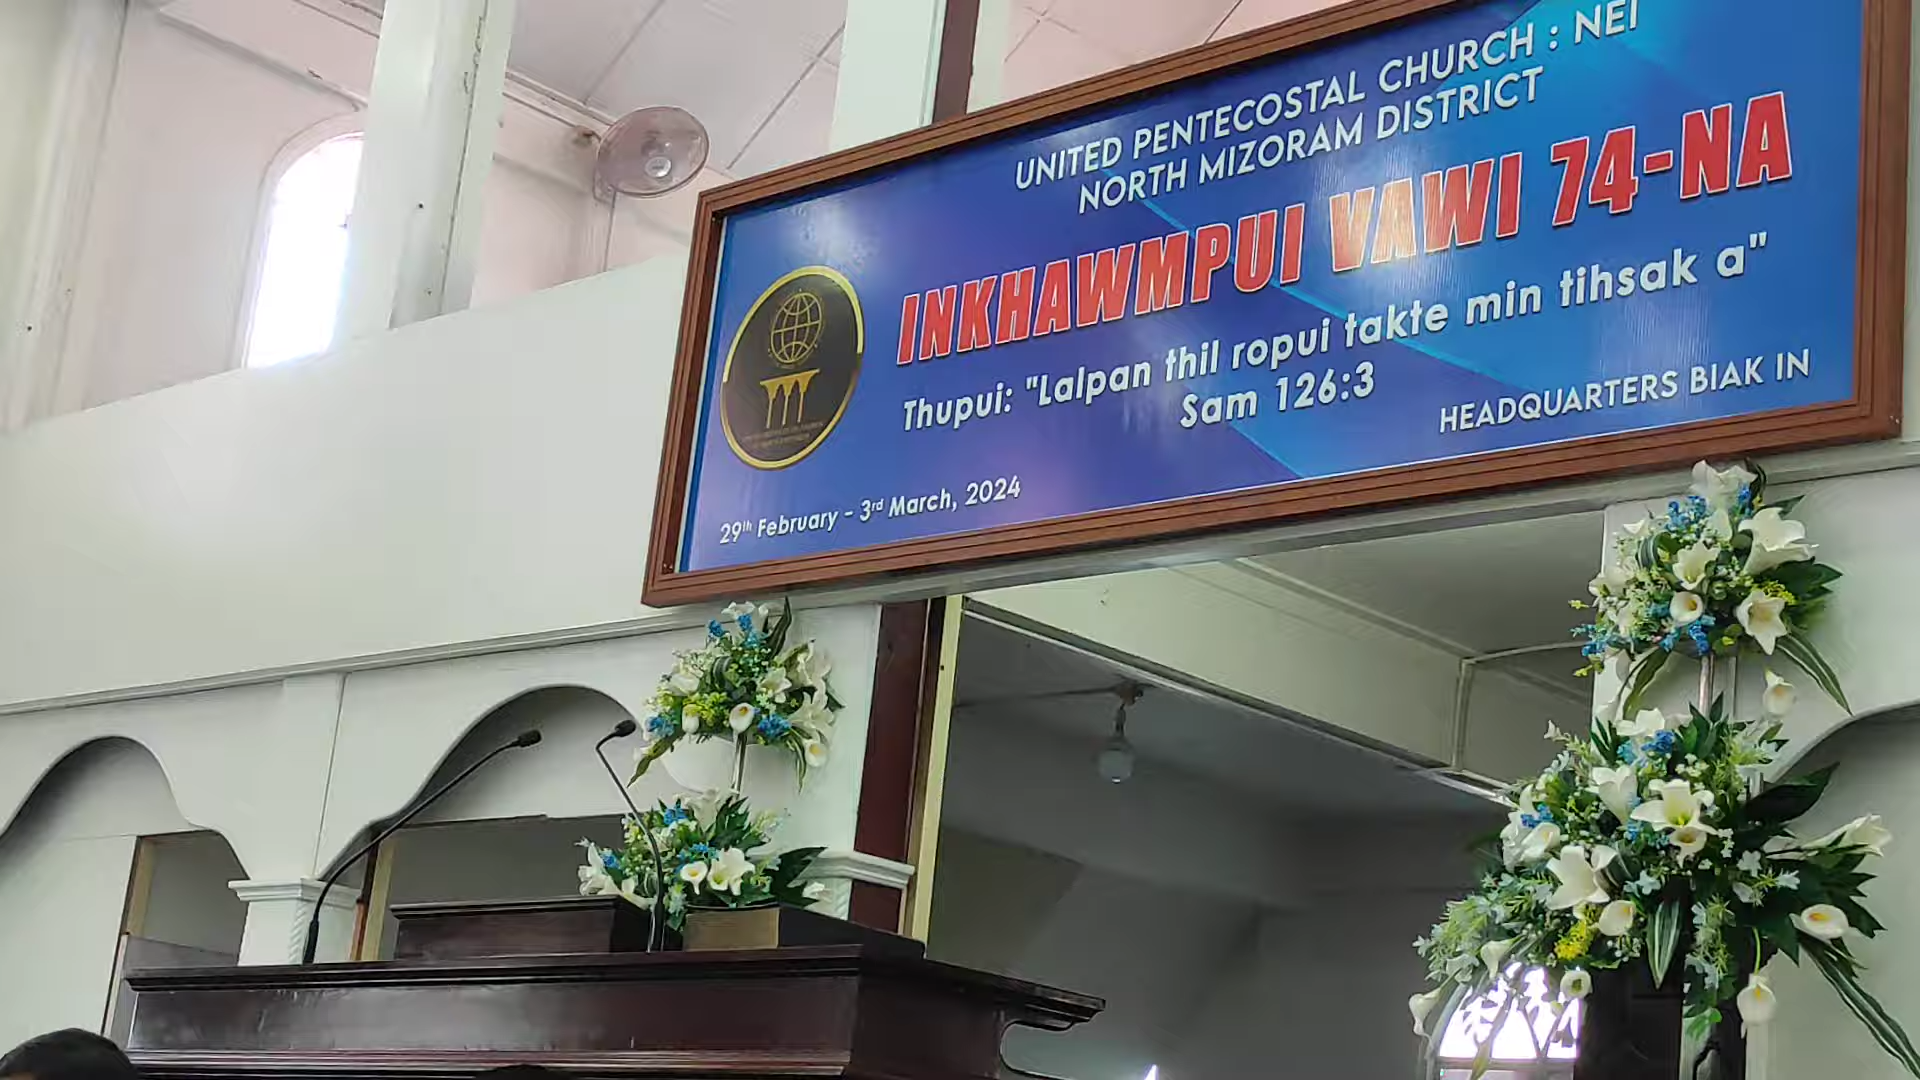 UNITED PENTECOSTAL CHURCH : NEI
NORTH MIZORAM DISTRICT
INKHAWMPUI VAWI 74-NA
Thupui: "Lalpan thil ropui takte min tihsak a"
Sam 126:3
HEADQUARTERS BIAK IN
29th February - 3rd March, 2024